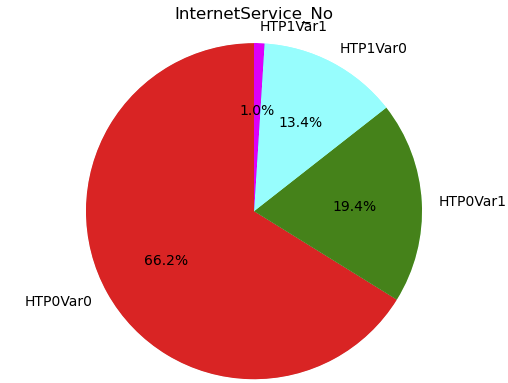 InternetService_No
HTP1Var1
HTP1Var0
1.0%
13.4%
HTP0Var1
19.4%
66.2%
HTP0Var0